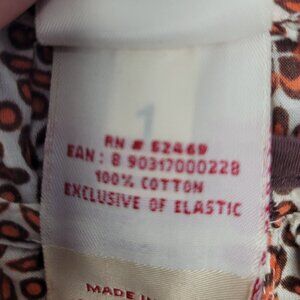 1
RN # 52469
EAN : 8 90317000228
100% COTTON
EXCLUSIVE OF ELASTIC
MADE IN